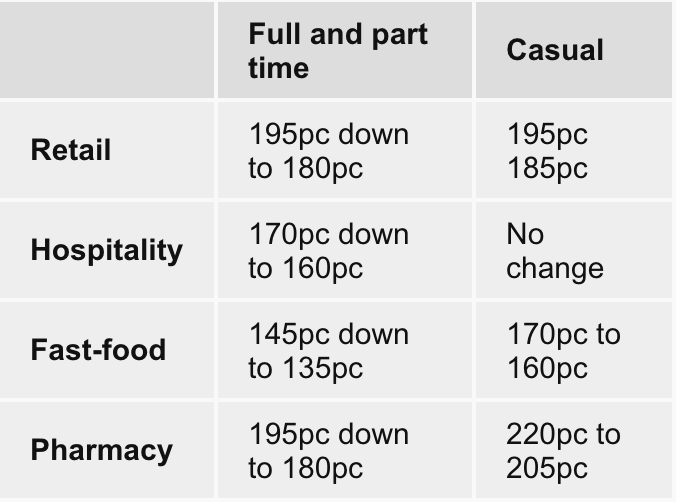 Full and part
time
Casual
Retail
195pc down
to 180pc
195pc
185pc
Hospitality
170pc down
to 160pc
No
change
Fast-food
145pc down
to 135pc
170pc to
160pc
Pharmacy
195pc down
to 180pc
220pc to
205pc